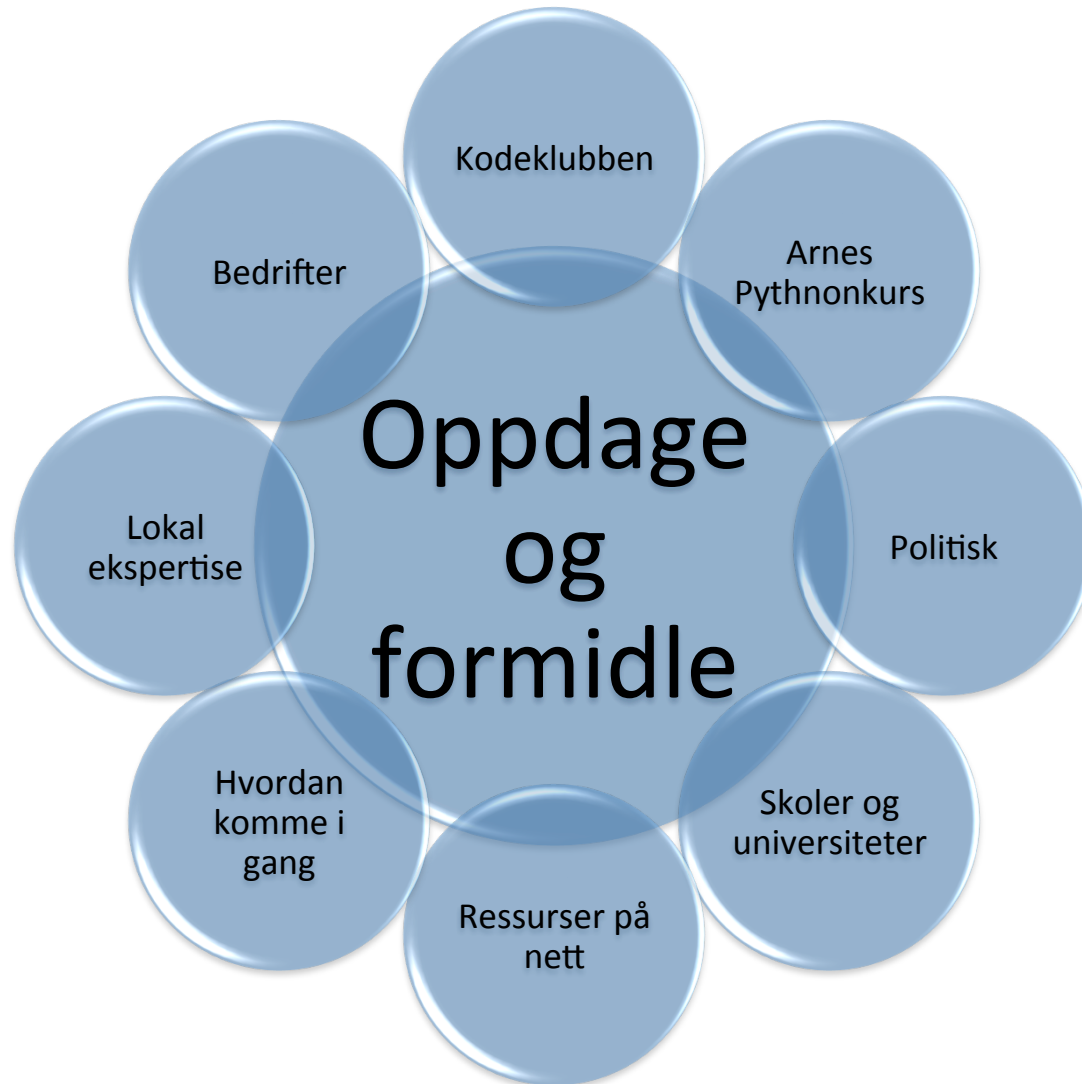 Kodeklubben
Arnes
Pythnonkurs
Politisk
Skoler og
universiteter
Ressurser på
nett
Hvordan
komme i
gang
Lokal
ekspertise
Bedrifter
Oppdage
og
formidle